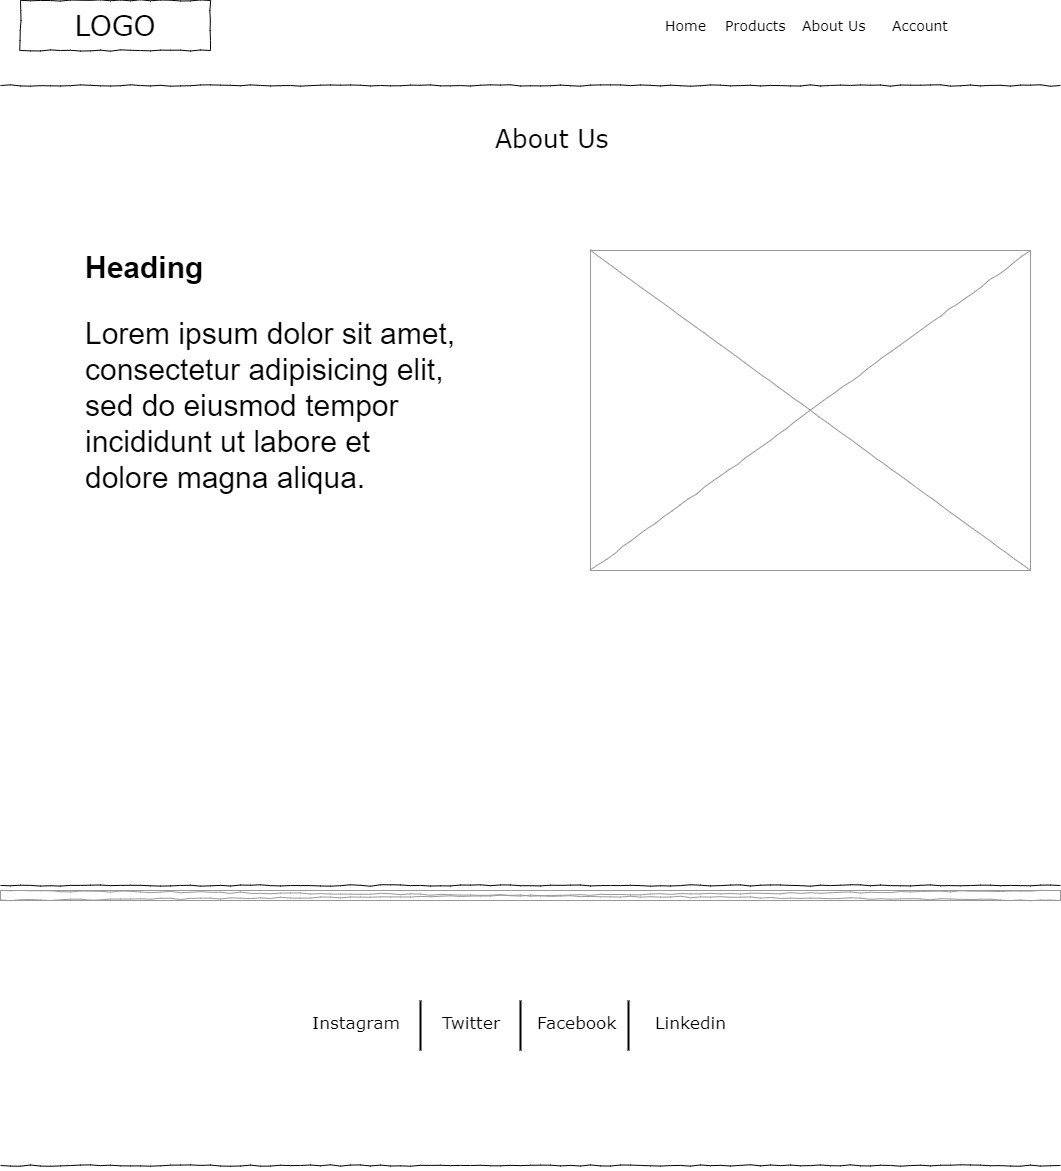 LOGO
Home Products About Us Account
About Us
Heading
Lorem ipsum dolor sit amet,
consectetur adipisicing elit,
sed do eiusmod tempor
incididunt ut labore et
dolore magna aliqua.
Instagram Twitter Facebook Linkedin